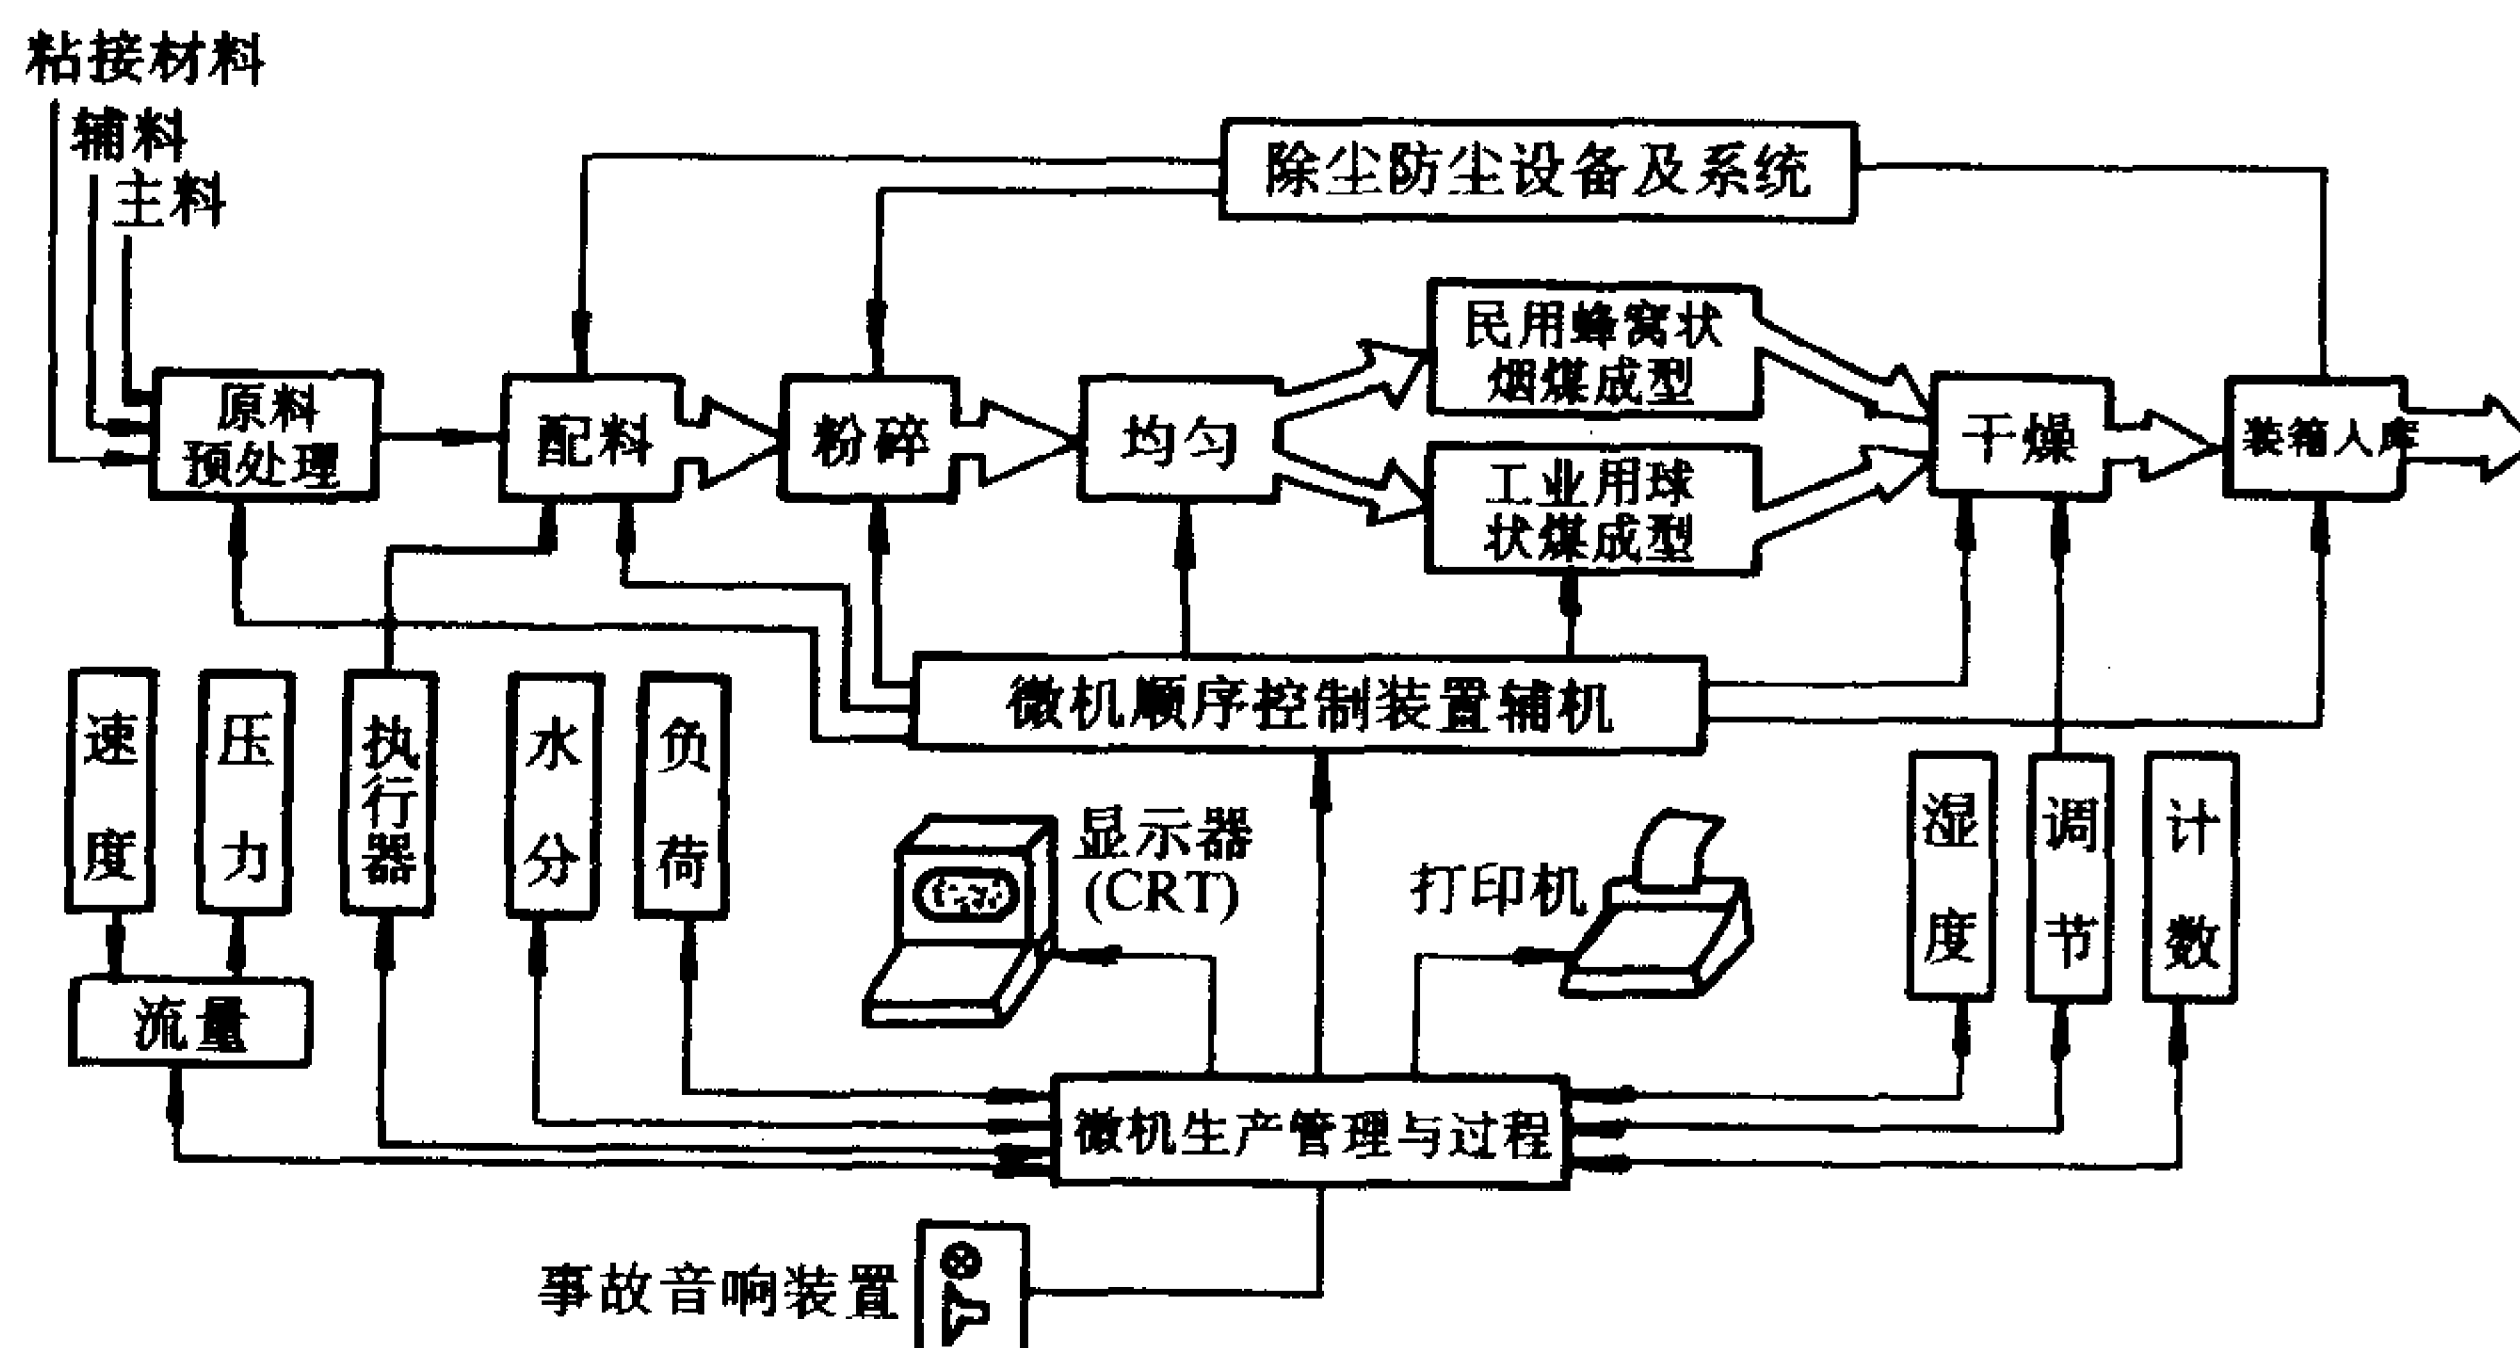 粘接材料
辅料
主料
除尘防尘设备及系统
原料
预处理
配料
粉碎
均匀
民用蜂窝状
烟煤成型
工业用球
状煤成型
干燥
装箱入库
微机顺序控制装置辅机
速度
压力
执行器
水分
负荷
流量
显示器
(CRT)
打印机
湿度
调节
计数
微机生产管理与过程
事故音响装置